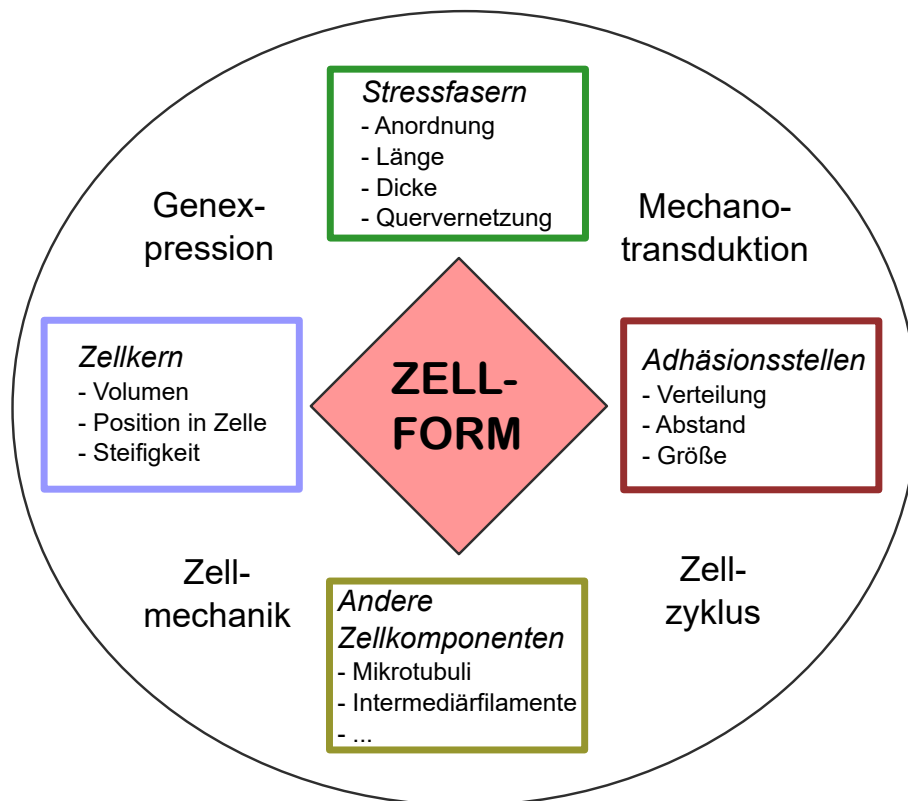 Stressfasern
- Anordnung
- Länge
- Dicke
- Quervernetzung
Genex-
pression
Mechano-
transduktion
Zellkern
- Volumen
- Position in Zelle
- Steifigkeit
ZELL-
FORM
Adhäsionsstellen
- Verteilung
- Abstand
- Größe
Zell-
mechanik
Andere
Zellkomponenten
- Mikrotubuli
- Intermediärfilamente
- ...
Zell-
zyklus